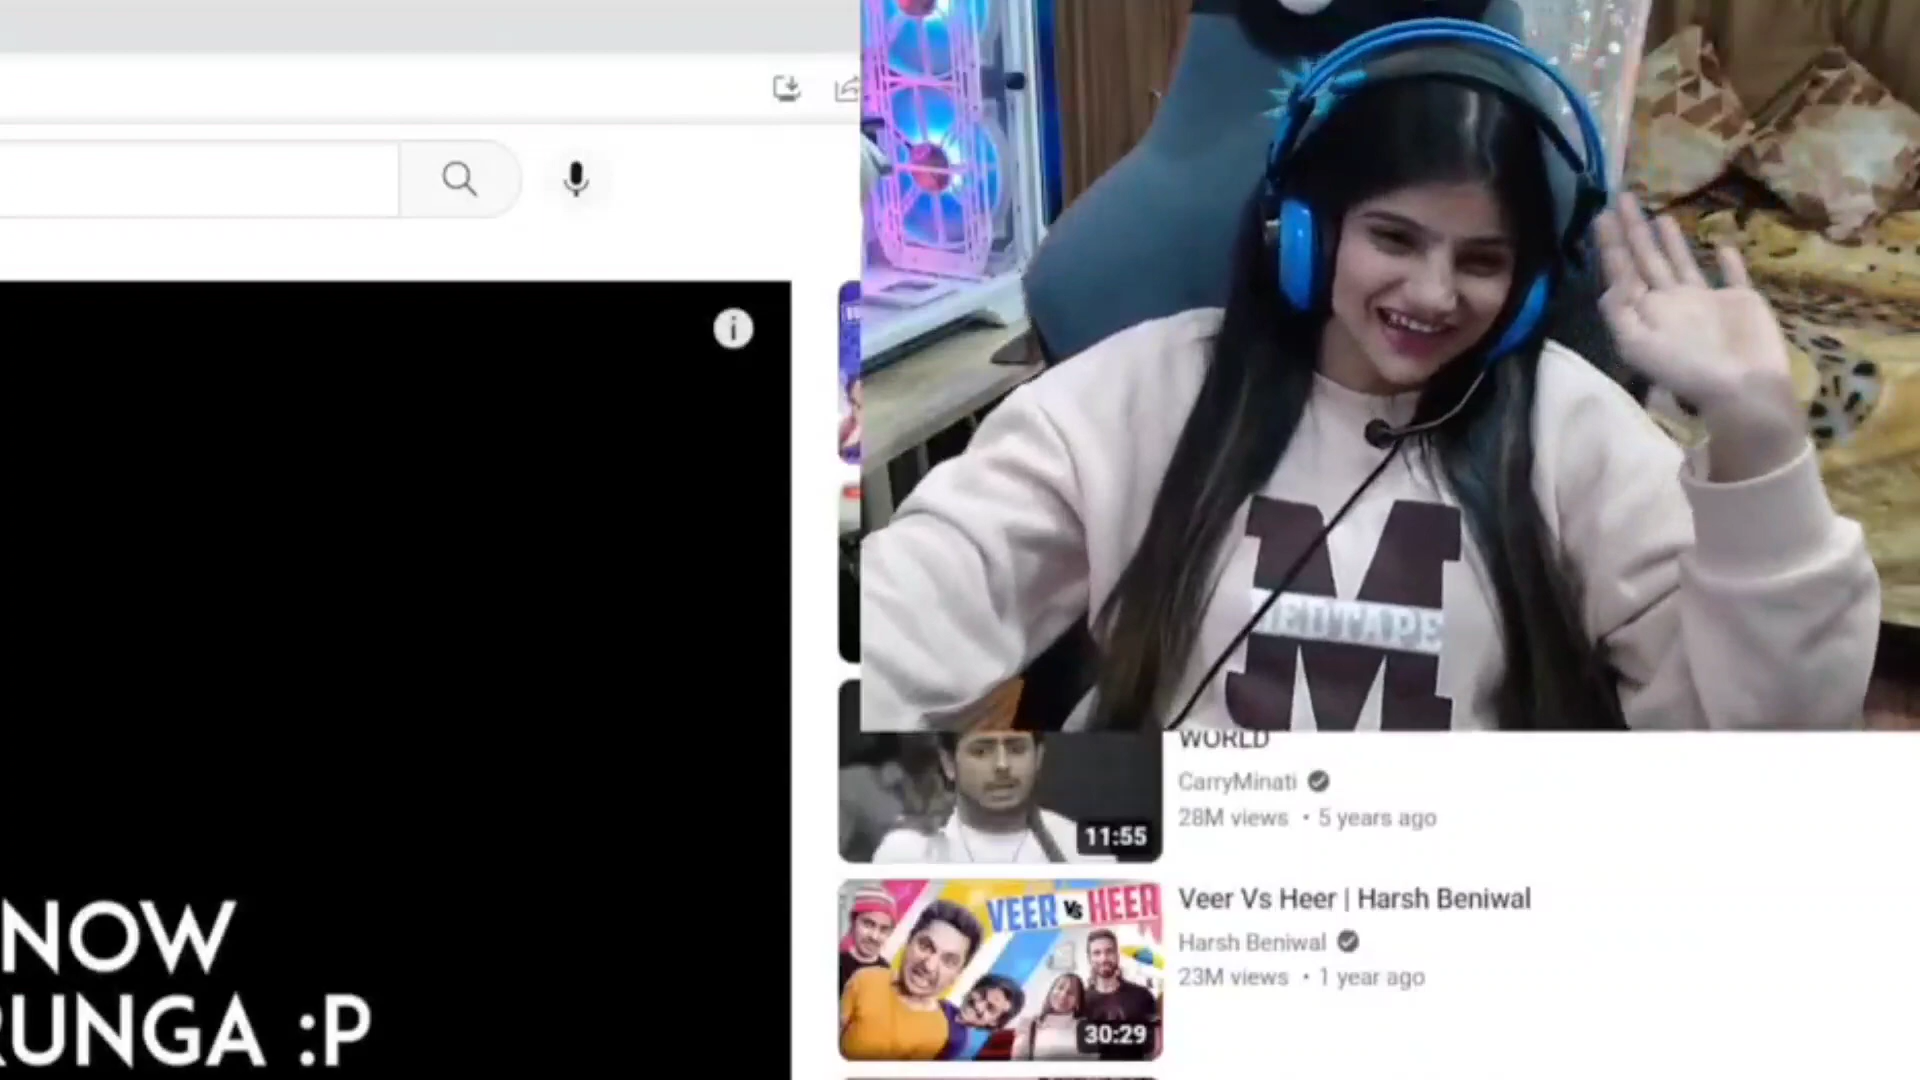 NOW
RUNGA :P
M
WORLD
CarryMinati
28M views • 5 years ago
11:55
VEER Vs HEER
30:29
Veer Vs Heer | Harsh Beniwal
Harsh Beniwal
23M views • 1 year ago